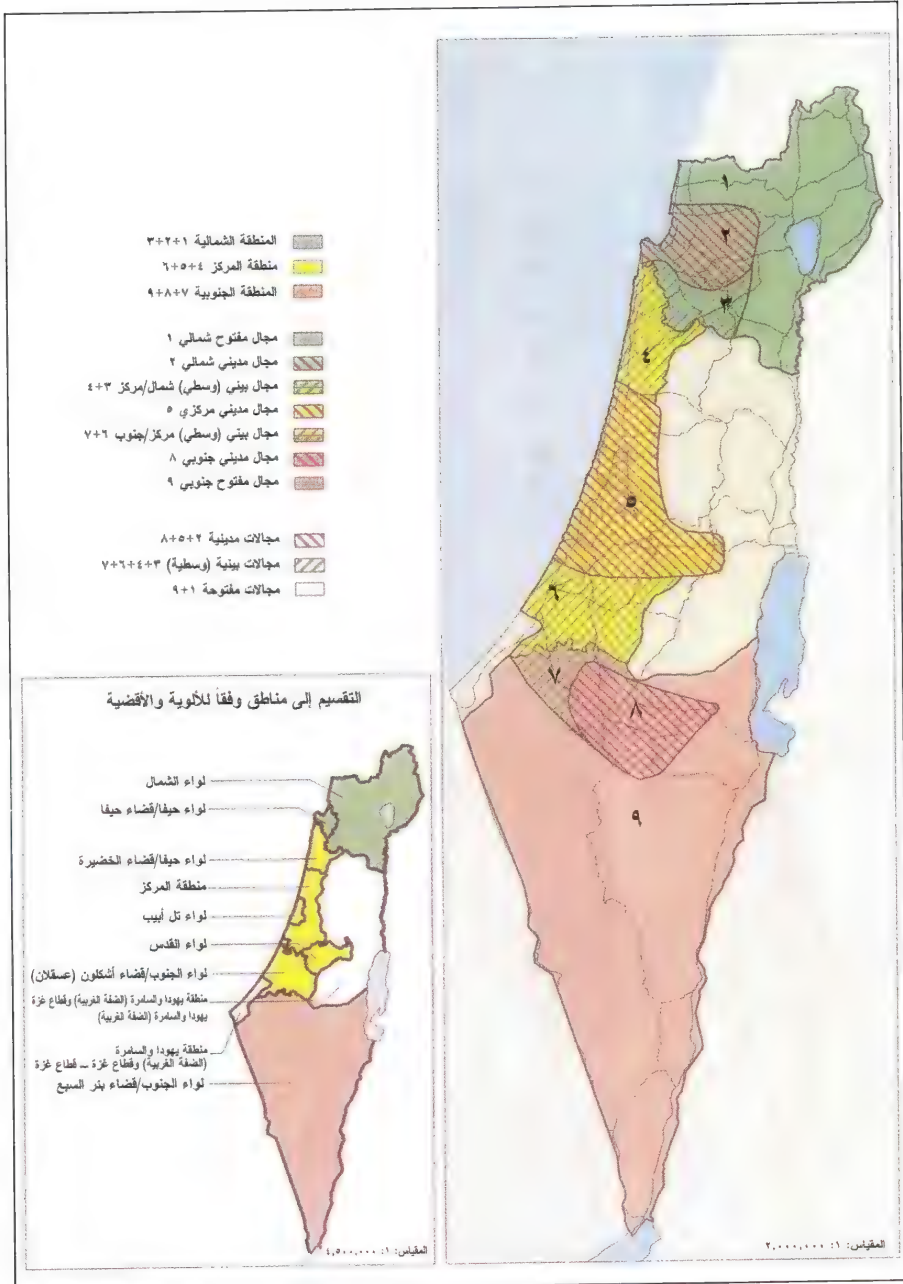 المنطقة الشمالية ١+٢+٣
منطقة المركز ٤+٥+٦
المنطقة الجنوبية ٧+٨+٩
مجال مفتوح شمالي ١
مجال مديني شمالي ٢
مجال بيني (وسطي) شمال/مركز ٣+٤
مجال مديني مركزي ٥
مجال بيني (وسطي) مركز/جنوب ٦+٧
مجال مديني جنوبي ٨
مجال مفتوح جنوبي ٩
مجالات مدينية ٢+٥+٨
مجالات بينية (وسطية) ٣+٤+٦+٧
مجالات مفتوحة ١+٩
١
٢
٣
٤
٥
٦
٧
٨
٩
المقياس: ١: ٢,٠٠٠,٠٠٠
التقسيم إلى مناطق وفقاً للألوية والأقضية
لواء الشمال
لواء حيفا/قضاء حيفا
لواء حيفا/قضاء الخضيرة
منطقة المركز
لواء تل أبيب
لواء القدس
لواء الجنوب/قضاء أشكلون (عسقلان)
منطقة يهودا والسامرة (الضفة الغربية) وقطاع غزة
يهودا والسامرة (الضفة الغربية)
منطقة يهودا والسامرة
(الضفة الغربية) وقطاع غزة – قطاع غزة
لواء الجنوب/قضاء بئر السبع
المقياس: ١: ٤,٥٠٠,٠٠٠